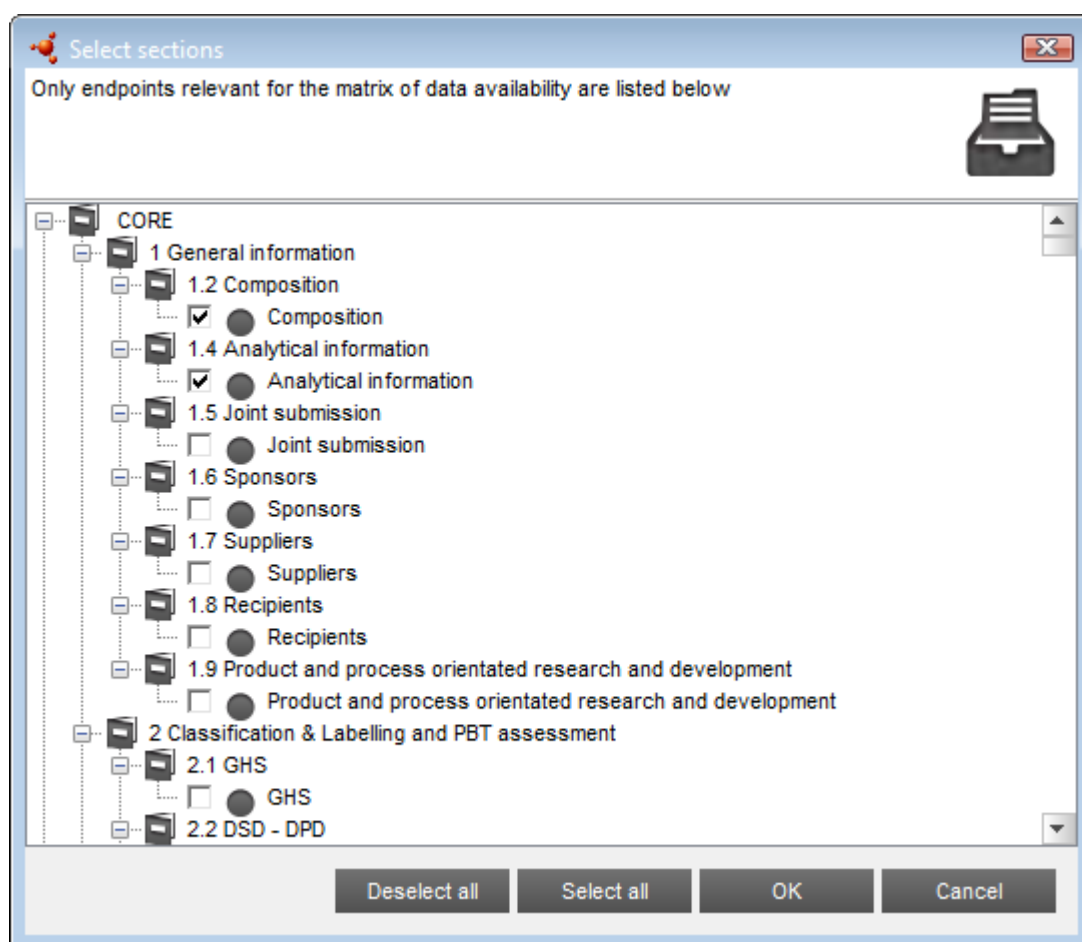 Select sections
Only endpoints relevant for the matrix of data availability are listed below
CORE
1 General information
1.2 Composition
Composition
1.4 Analytical information
Analytical information
1.5 Joint submission
Joint submission
1.6 Sponsors
Sponsors
1.7 Suppliers
Suppliers
1.8 Recipients
Recipients
1.9 Product and process orientated research and development
Product and process orientated research and development
2 Classification & Labelling and PBT assessment
2.1 GHS
GHS
2.2 DSD - DPD
Deselect all Select all OK Cancel